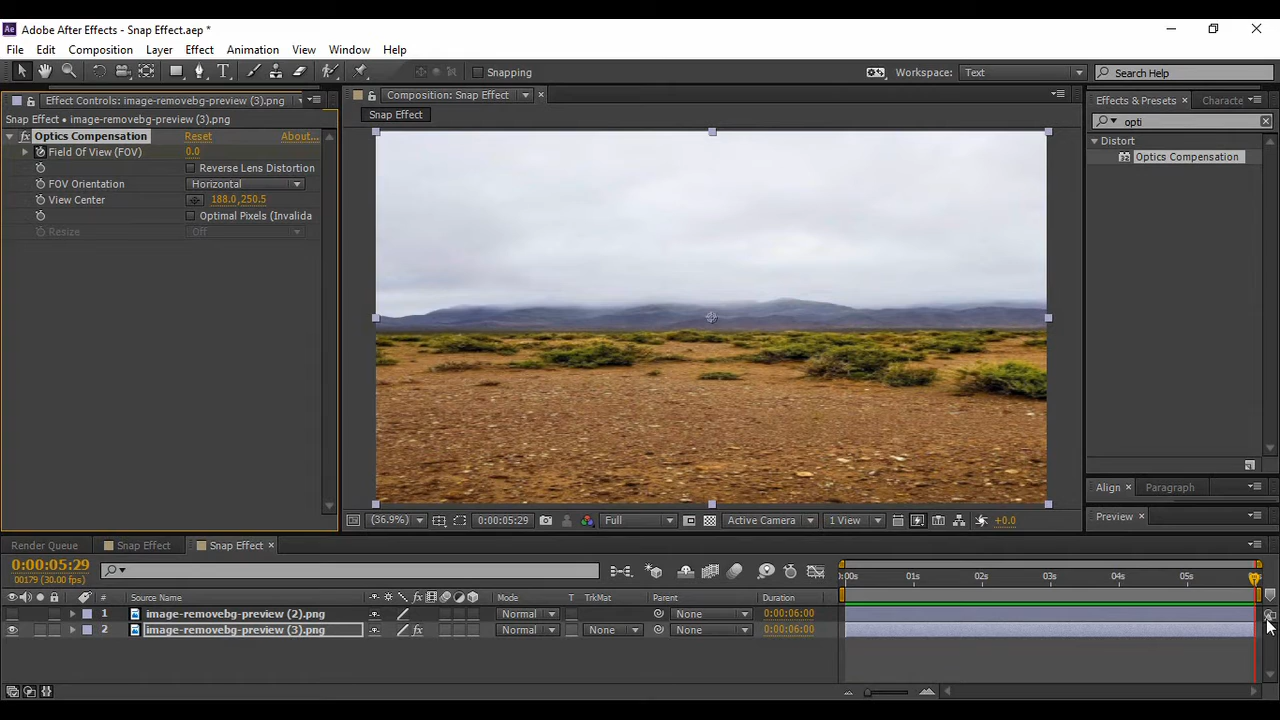 Ae Adobe After Effects - Snap Effect.aep *
File Edit Composition Layer Effect Animation View Window Help
T Snapping Workspace: Text Search Help
Effect Controls: image-removebg-preview (3).png
Composition: Snap Effect
Effects & Presets Characte
Snap Effect • image-removebg-preview (3).png
Snap Effect
opti
fx Optics Compensation Reset About...
Distort
Field Of View (FOV) 0.0
Optics Compensation
Reverse Lens Distortion
FOV Orientation Horizontal
View Center 188.0,250.5
Optimal Pixels (Invalida
Resize Off
Align Paragraph
Preview
(36.9%) 0:00:05:29 Full Active Camera 1 View +0.0
Render Queue Snap Effect Snap Effect
0:00:05:29
00179 (30.00 fps)
:00s 01s 02s 03s 04s 05s
# Source Name Mode T TrkMat Parent Duration
1 image-removebg-preview (2).png Normal None 0:00:06:00
2 image-removebg-preview (3).png fx Normal None None 0:00:06:00